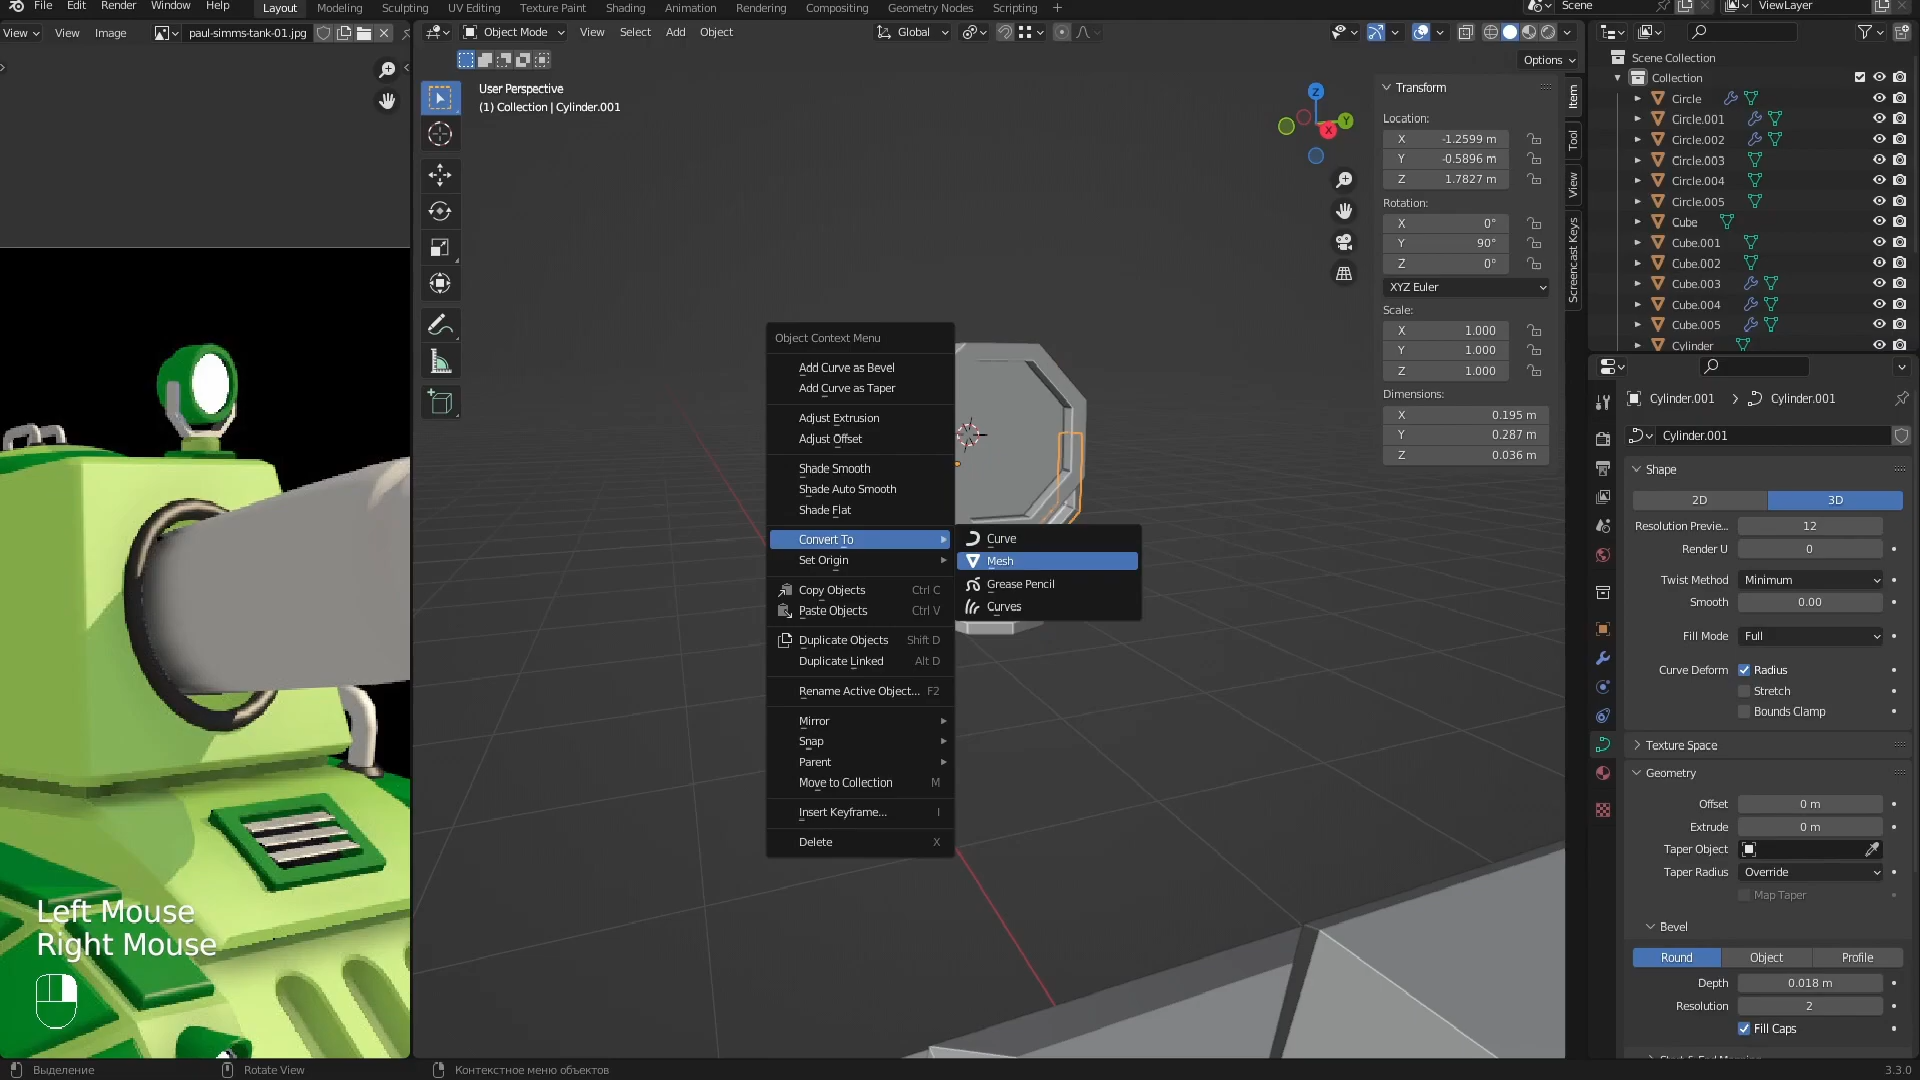 File Edit Render Window Help
Layout Modeling Sculpting UV Editing Texture Paint Shading Animation Rendering Compositing Geometry Nodes Scripting +
Scene
ViewLayer
View View Image paul-simms-tank-01.jpg
Object Mode View Select Add Object
Global
Options
User Perspective
(1) Collection | Cylinder.001
Z
Y
X
Object Context Menu
Add Curve as Bevel
Add Curve as Taper
Adjust Extrusion
Adjust Offset
Shade Smooth
Shade Auto Smooth
Shade Flat
Convert To
Set Origin
Copy Objects Ctrl C
Paste Objects Ctrl V
Duplicate Objects Shift D
Duplicate Linked Alt D
Rename Active Object... F2
Mirror
Snap
Parent
Move to Collection M
Insert Keyframe... I
Delete X
Curve
Mesh
Grease Pencil
Curves
Transform
Location:
X -1.2599 m
Y -0.5896 m
Z 1.7827 m
Rotation:
X 0°
Y 90°
Z 0°
XYZ Euler
Scale:
X 1.000
Y 1.000
Z 1.000
Dimensions:
X 0.195 m
Y 0.287 m
Z 0.036 m
Item
Tool
View
Screencast Keys
Scene Collection
Collection
Circle
Circle.001
Circle.002
Circle.003
Circle.004
Circle.005
Cube
Cube.001
Cube.002
Cube.003
Cube.004
Cube.005
Cylinder
Cylinder.001 Cylinder.001
Cylinder.001
Shape
2D 3D
Resolution Previe... 12
Render U 0
Twist Method Minimum
Smooth 0.00
Fill Mode Full
Curve Deform Radius
Stretch
Bounds Clamp
Texture Space
Geometry
Offset 0 m
Extrude 0 m
Taper Object
Taper Radius Override
Map Taper
Bevel
Round Object Profile
Depth 0.018 m
Resolution 2
Fill Caps
Left Mouse
Right Mouse
Выделение Rotate View Контекстное меню объектов
3.3.0